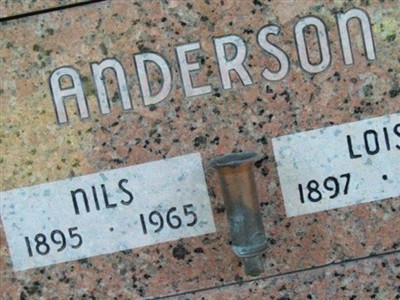 ANDERSON
NILS
1895 · 1965
LOIS
1897 ·